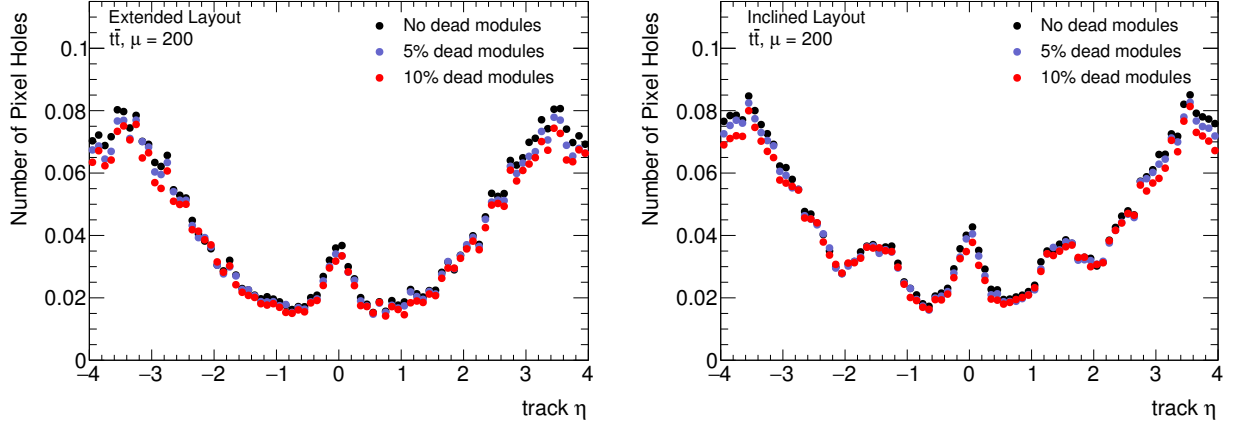 Extended Layout
tt̄, μ = 200
No dead modules
5% dead modules
10% dead modules
Number of Pixel Holes
0.1
0.08
0.06
0.04
0.02
0
−4 −3 −2 −1 0 1 2 3 4
track η
Inclined Layout
tt̄, μ = 200
No dead modules
5% dead modules
10% dead modules
Number of Pixel Holes
0.1
0.08
0.06
0.04
0.02
0
−4 −3 −2 −1 0 1 2 3 4
track η